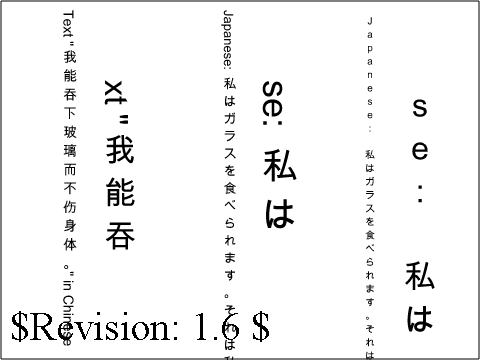 Text "我能吞下玻璃而不伤身体。" in Chinese
xt "我能吞
Japanese: 私はガラスを食べられます。それは私
se: 私は
Japanese: 私はガラスを食べられます。それは
se: 私は
$Revision: 1.6 $